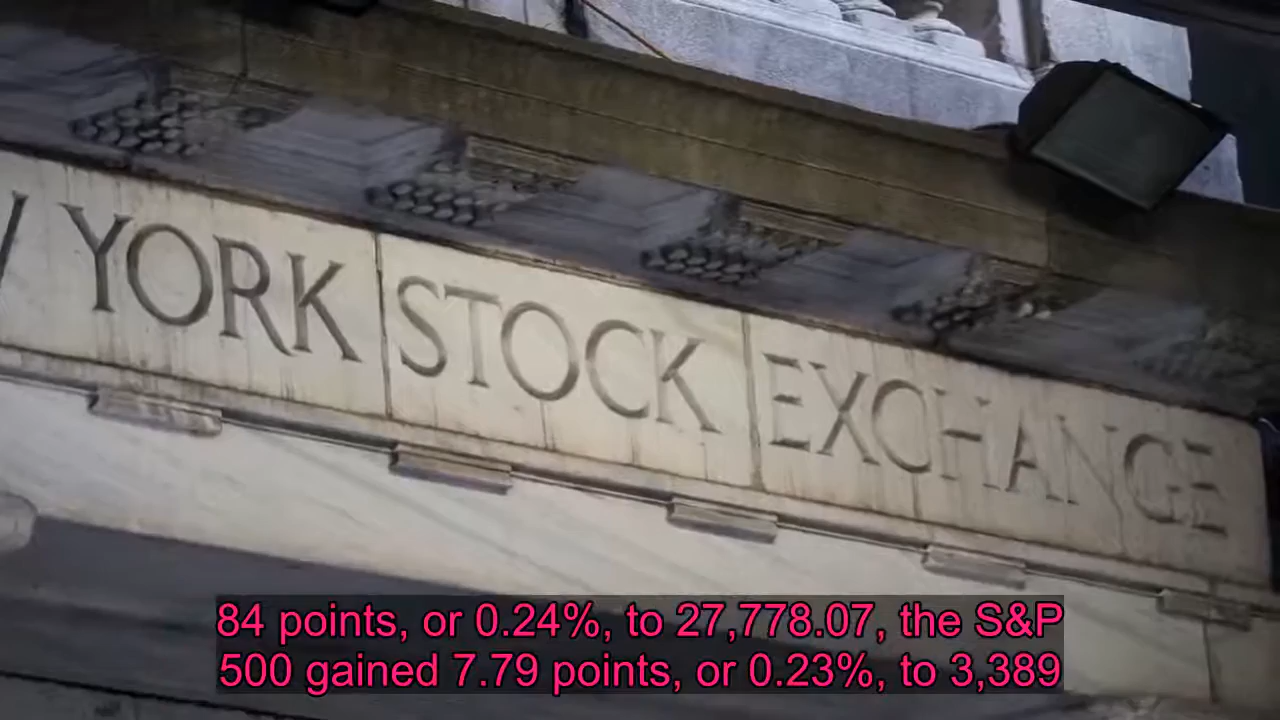 YORK STOCK EXCHANGE
84 points, or 0.24%, to 27,778.07, the S&P
500 gained 7.79 points, or 0.23%, to 3,389